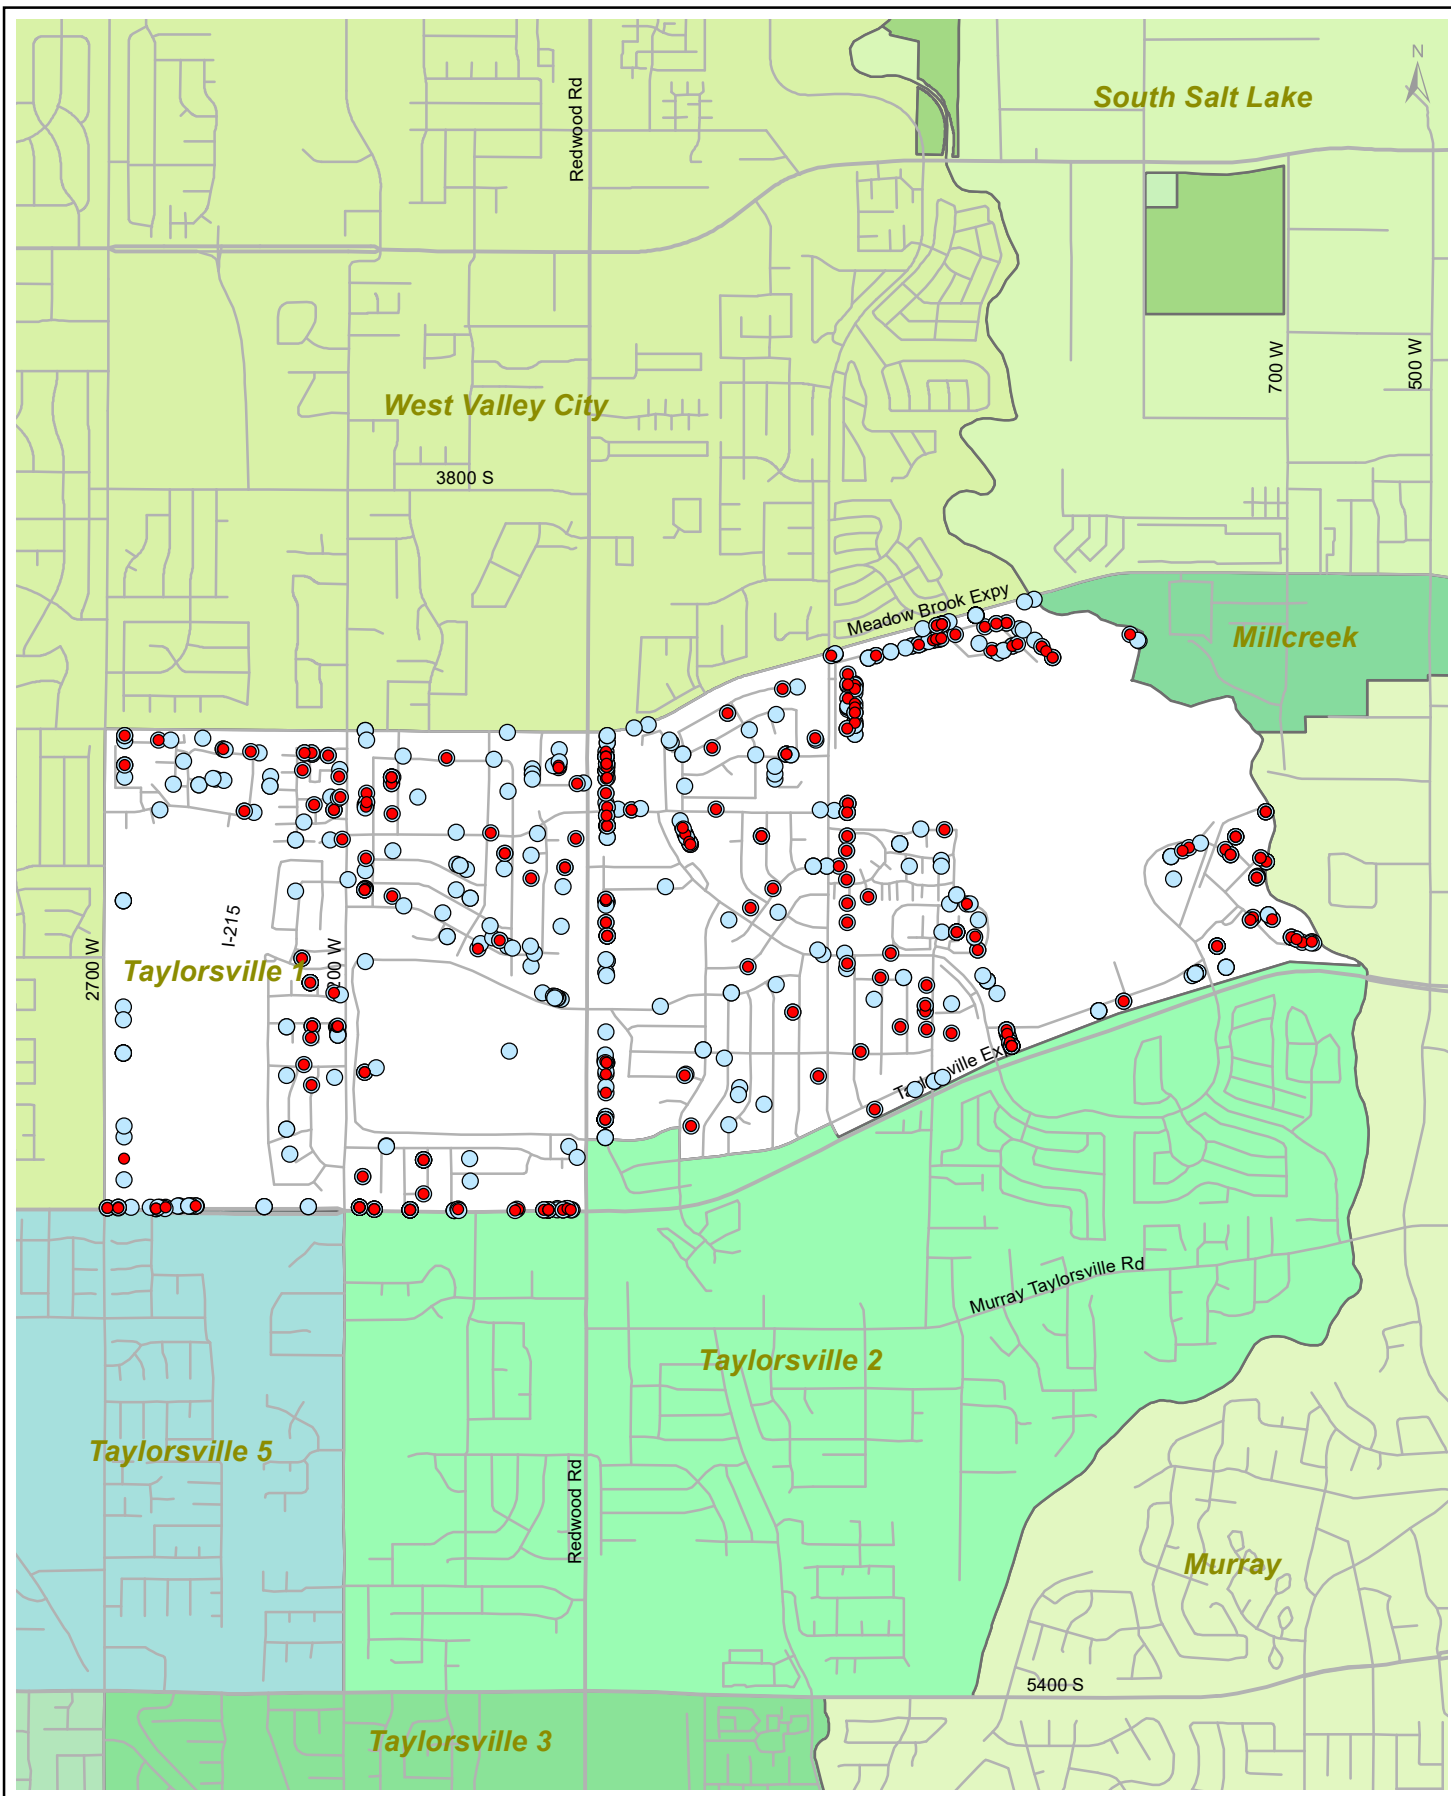 N
South Salt Lake
Redwood Rd
700 W
500 W
West Valley City
3800 S
Meadow Brook Expy
Millcreek
I-215
2700 W
Taylorsville 1
Murray Taylorsville Rd
Taylorsville 2
Taylorsville 5
Redwood Rd
Murray
5400 S
Taylorsville 3